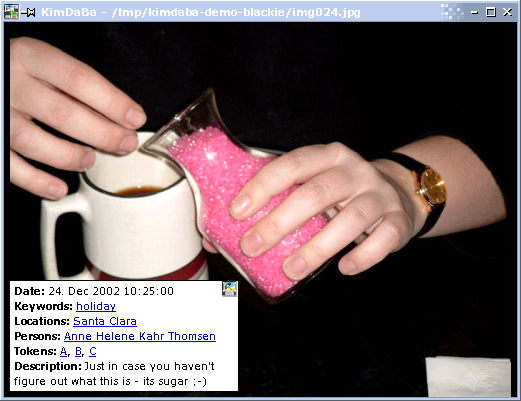 KimDaBa - /tmp/kimdaba-demo-blackie/img024.jpg
Date: 24. Dec 2002 10:25:00
Keywords: holiday
Locations: Santa Clara
Persons: Anne Helene Kahr Thomsen
Tokens: A, B, C
Description: Just in case you haven't
figure out what this is - its sugar ;-)